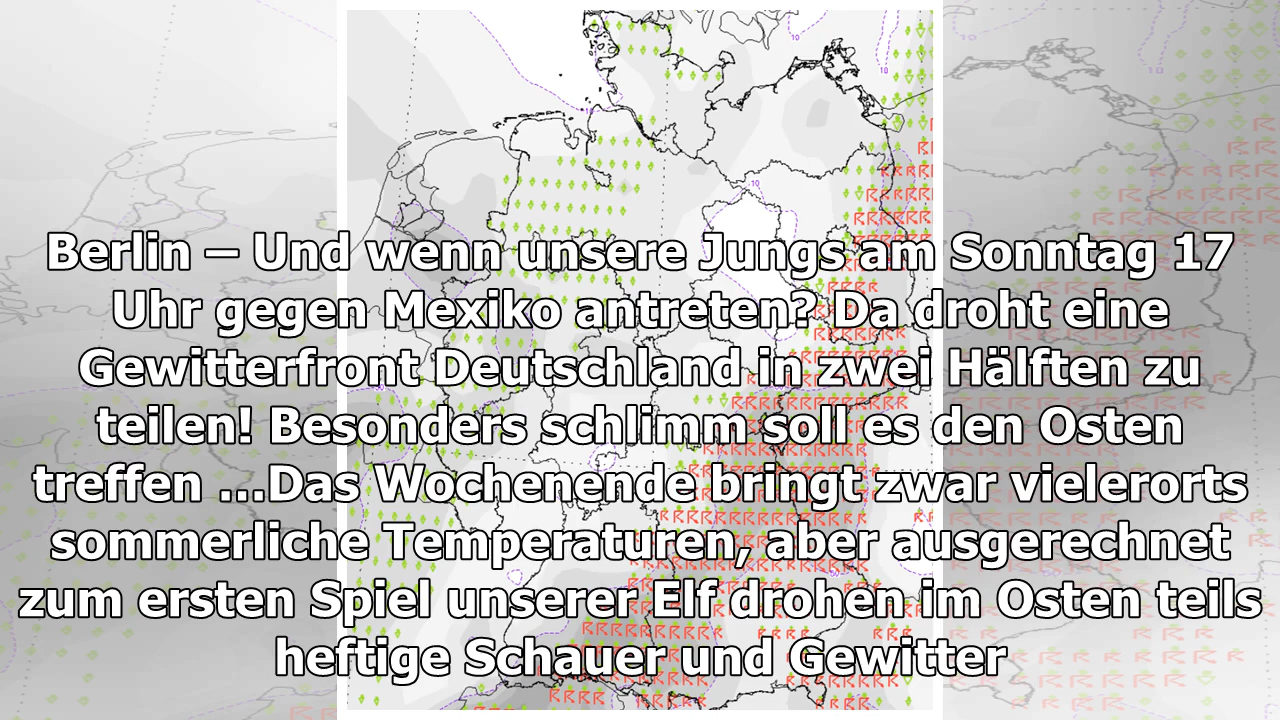 Berlin – Und wenn unsere Jungs am Sonntag 17
Uhr gegen Mexiko antreten? Da droht eine
Gewitterfront Deutschland in zwei Hälften zu
teilen! Besonders schlimm soll es den Osten
treffen ...Das Wochenende bringt zwar vielerorts
sommerliche Temperaturen, aber ausgerechnet
zum ersten Spiel unserer Elf drohen im Osten teils
heftige Schauer und Gewitter